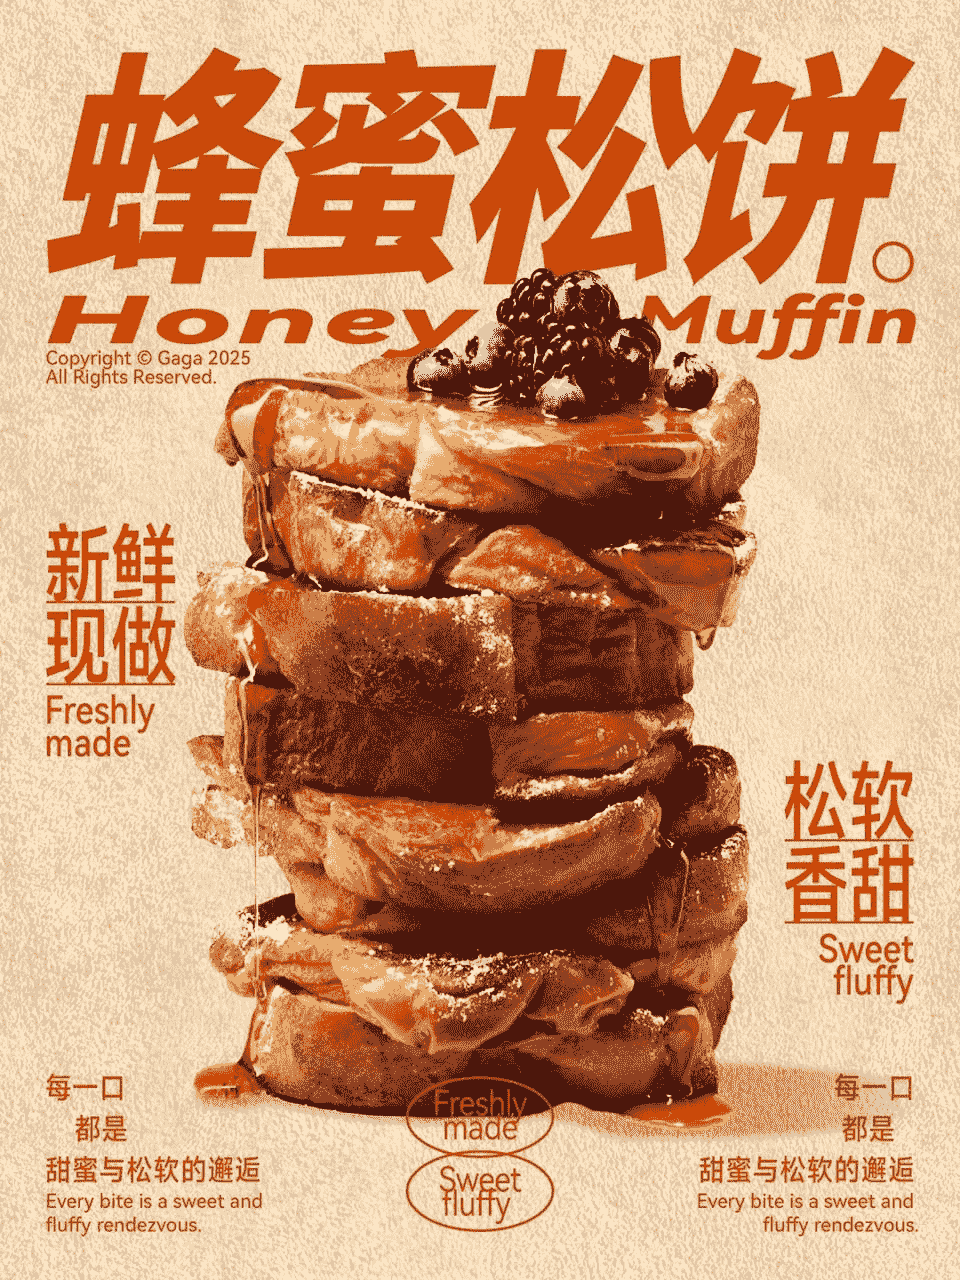 蜂蜜松饼。
Honey Muffin
Copyright © Gaga 2025
All Rights Reserved.
新鲜
现做
Freshly
made
松软
香甜
Sweet
fluffy
每一口
都是
甜蜜与松软的邂逅
Every bite is a sweet and
fluffy rendezvous.
Freshly
made
Sweet
fluffy
每一口
都是
甜蜜与松软的邂逅
Every bite is a sweet and
fluffy rendezvous.